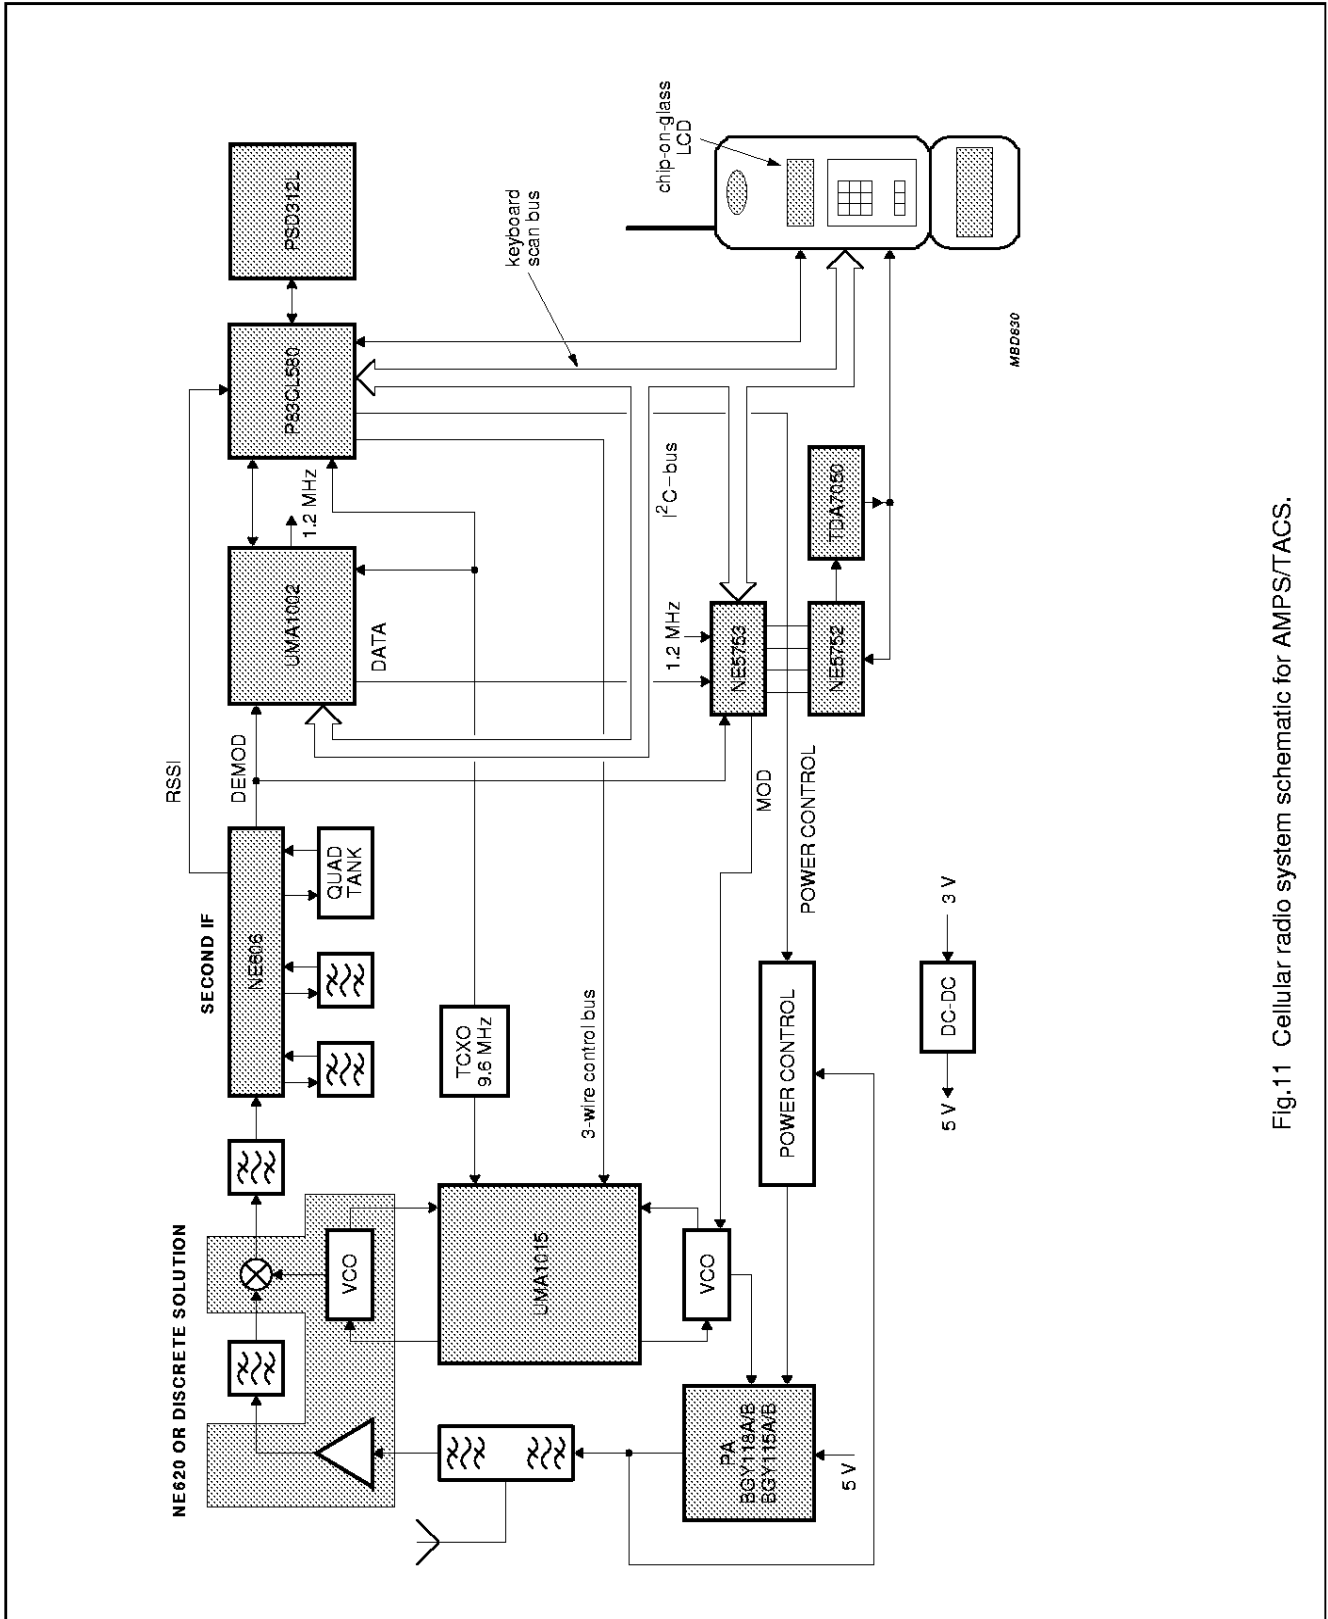 NE620 OR DISCRETE SOLUTION
SECOND IF
NE606
QUAD
TANK
RSSI
DEMOD
UMA1002
1.2 MHz
DATA
P83CL580
PSD312L
VCO
TCXO
9.6 MHz
UMA1015
3-wire control bus
I2C-bus
keyboard
scan bus
chip-on-glass
LCD
VCO
MOD
1.2 MHz
NE5753
NE5752
TDA7050
PA
BGY118A/B
BGY115A/B
5 V
POWER CONTROL
POWER CONTROL
5 V
DC-DC
3 V
MBD830
Fig.11 Cellular radio system schematic for AMPS/TACS.